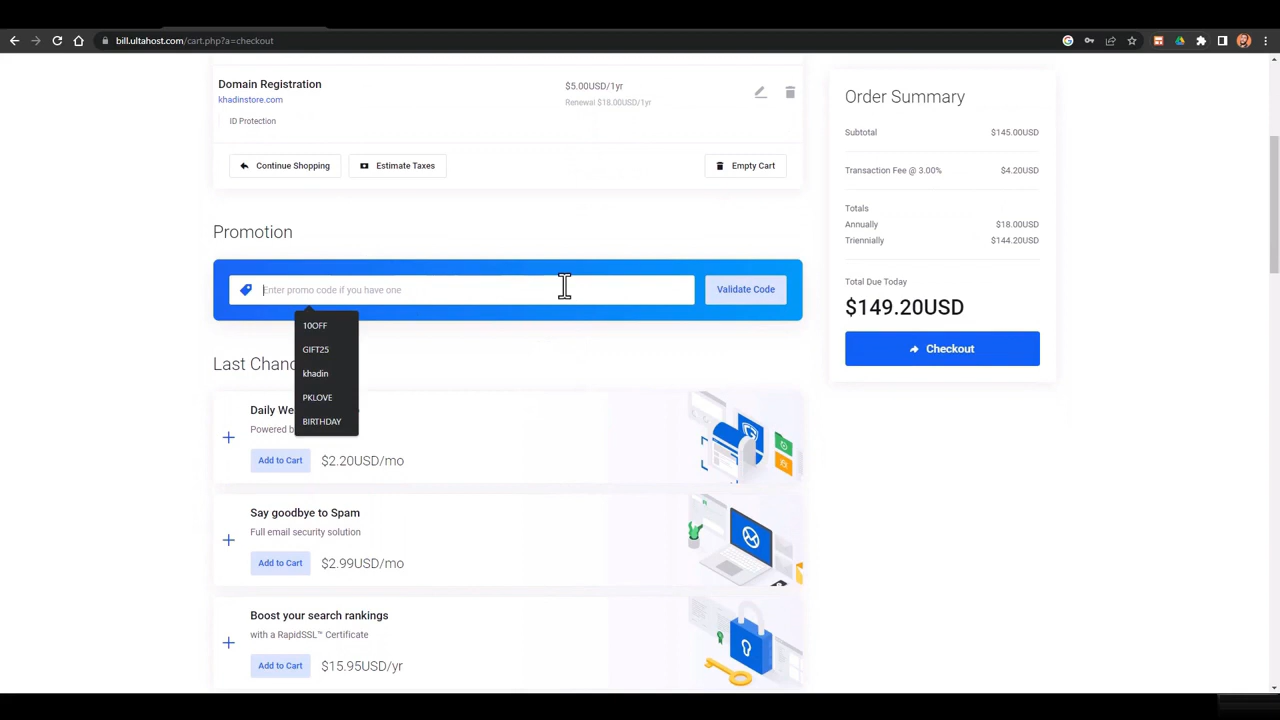 bill.ultahost.com/cart.php?a=checkout
Domain Registration
khadinstore.com
ID Protection
$5.00USD/1yr
Renewal $18.00USD/1yr
Continue Shopping
Estimate Taxes
Empty Cart
Promotion
Enter promo code if you have one
Validate Code
10OFF
GIFT25
khadin
PKLOVE
BIRTHDAY
Last Chanc
Daily We
Powered b
Add to Cart
$2.20USD/mo
Say goodbye to Spam
Full email security solution
Add to Cart
$2.99USD/mo
Boost your search rankings
with a RapidSSL™ Certificate
Add to Cart
$15.95USD/yr
Order Summary
Subtotal $145.00USD
Transaction Fee @ 3.00% $4.20USD
Totals
Annually $18.00USD
Triennially $144.20USD
Total Due Today
$149.20USD
Checkout